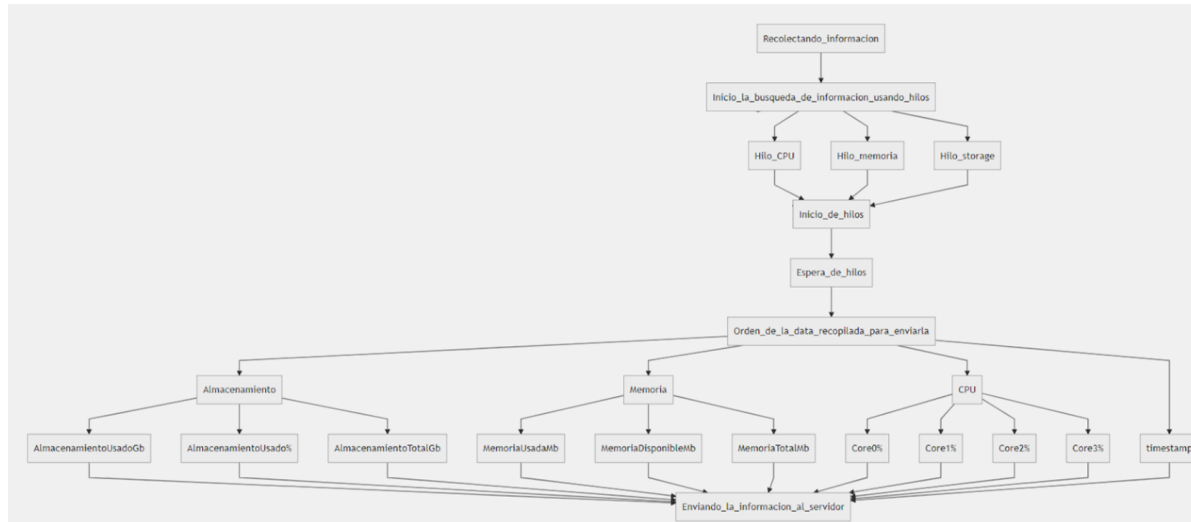 Recolectando_informacion
Inicio_la_busqueda_de_informacion_usando_hilos
Hilo_CPU
Hilo_memoria
Hilo_storage
Inicio_de_hilos
Espera_de_hilos
Orden_de_la_data_recopilada_para_enviarla
Almacenamiento
Memoria
CPU
AlmacenamientoUsadoGb
AlmacenamientoUsado%
AlmacenamientoTotalGb
MemoriaUsadaMb
MemoriaDisponibleMb
MemoriaTotalMb
Core0%
Core1%
Core2%
Core3%
timestamp
Enviando_la_informacion_al_servidor